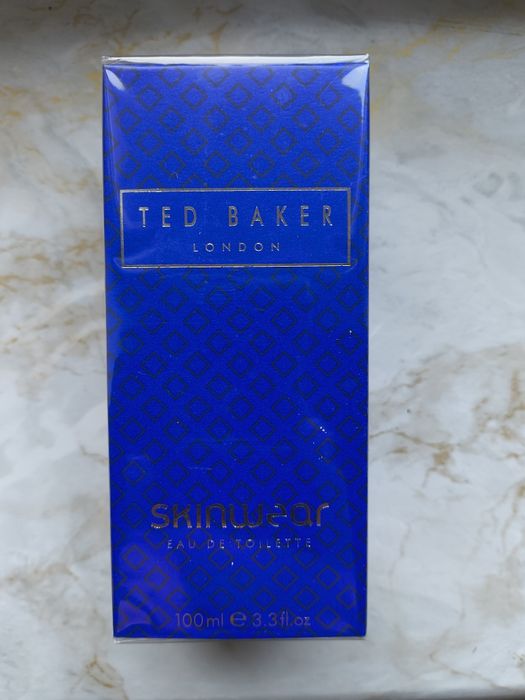 TED BAKER
LONDON
SKINWEAR
EAU DE TOILETTE
100ml ℮ 3.3fl.oz